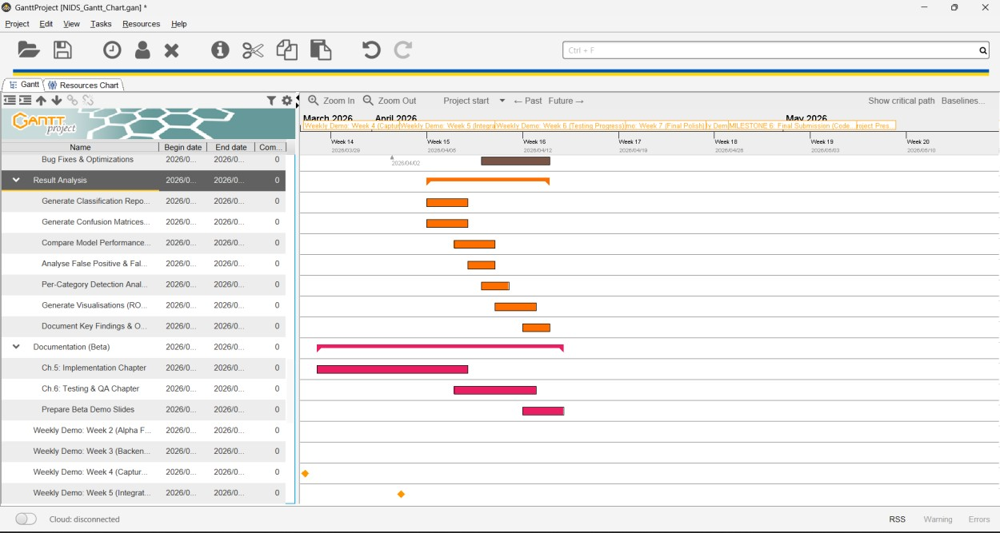 GanttProject [NIDS_Gantt_Chart.gan] *
Project Edit View Tasks Resources Help
Ctrl + F
Gantt Resources Chart
Zoom In Zoom Out Project start ← Past Future → Show critical path Baselines...
GANTT project
March 2026 April 2026 May 2026
Weekly Demo: Week 4 (Captur Weekly Demo: Week 5 (Integra Weekly Demo: Week 6 (Testing Progress) mo: Week 7 (Final Polish) y Dem MILESTONE 6: Final Submission (Code... roject Pres...
Week 14 Week 15 Week 16 Week 17 Week 18 Week 19 Week 20
2026/03/29 2026/04/05 2026/04/12 2026/04/19 2026/04/26 2026/05/03 2026/05/10
Name Begin date End date Com...
Bug Fixes & Optimizations 2026/0... 2026/0... 0
2026/04/02
Result Analysis 2026/0... 2026/0... 0
Generate Classification Repo... 2026/0... 2026/0... 0
Generate Confusion Matrices... 2026/0... 2026/0... 0
Compare Model Performance... 2026/0... 2026/0... 0
Analyse False Positive & Fal... 2026/0... 2026/0... 0
Per-Category Detection Anal... 2026/0... 2026/0... 0
Generate Visualisations (RO... 2026/0... 2026/0... 0
Document Key Findings & O... 2026/0... 2026/0... 0
Documentation (Beta) 2026/0... 2026/0... 0
Ch.5: Implementation Chapter 2026/0... 2026/0... 0
Ch.6: Testing & QA Chapter 2026/0... 2026/0... 0
Prepare Beta Demo Slides 2026/0... 2026/0... 0
Weekly Demo: Week 2 (Alpha F... 2026/0... 2026/0... 0
Weekly Demo: Week 3 (Backen... 2026/0... 2026/0... 0
Weekly Demo: Week 4 (Captur... 2026/0... 2026/0... 0
Weekly Demo: Week 5 (Integrat... 2026/0... 2026/0... 0
Cloud: disconnected RSS Warning Errors